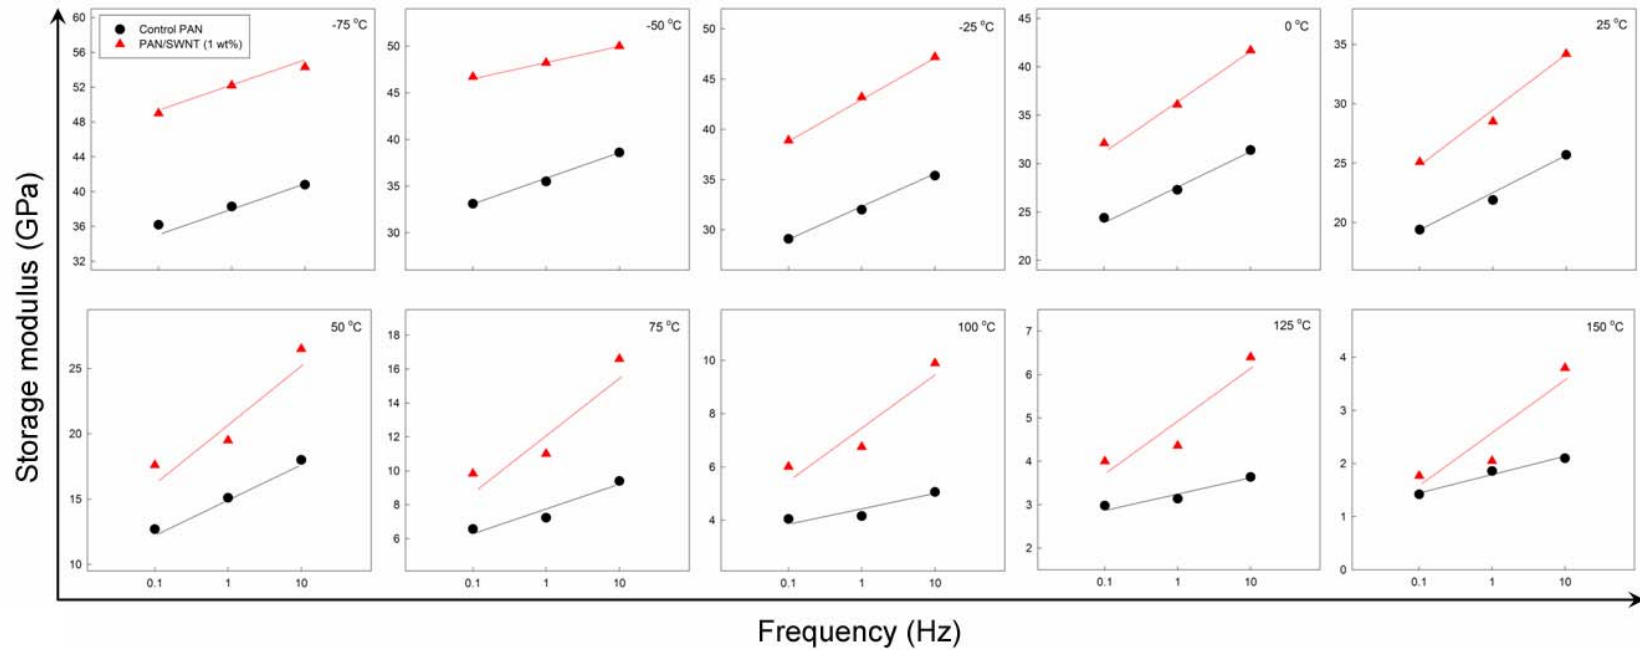 Storage modulus (GPa)
-75 °C
Control PAN
PAN/SWNT (1 wt%)
60
56
52
48
44
40
36
32
-50 °C
50
45
40
35
30
-25 °C
50
45
40
35
30
0 °C
45
40
35
30
25
20
25 °C
35
30
25
20
50 °C
25
20
15
10
0.1 1 10
75 °C
18
16
14
12
10
8
6
0.1 1 10
100 °C
10
8
6
4
0.1 1 10
125 °C
7
6
5
4
3
2
0.1 1 10
150 °C
4
3
2
1
0
0.1 1 10
Frequency (Hz)